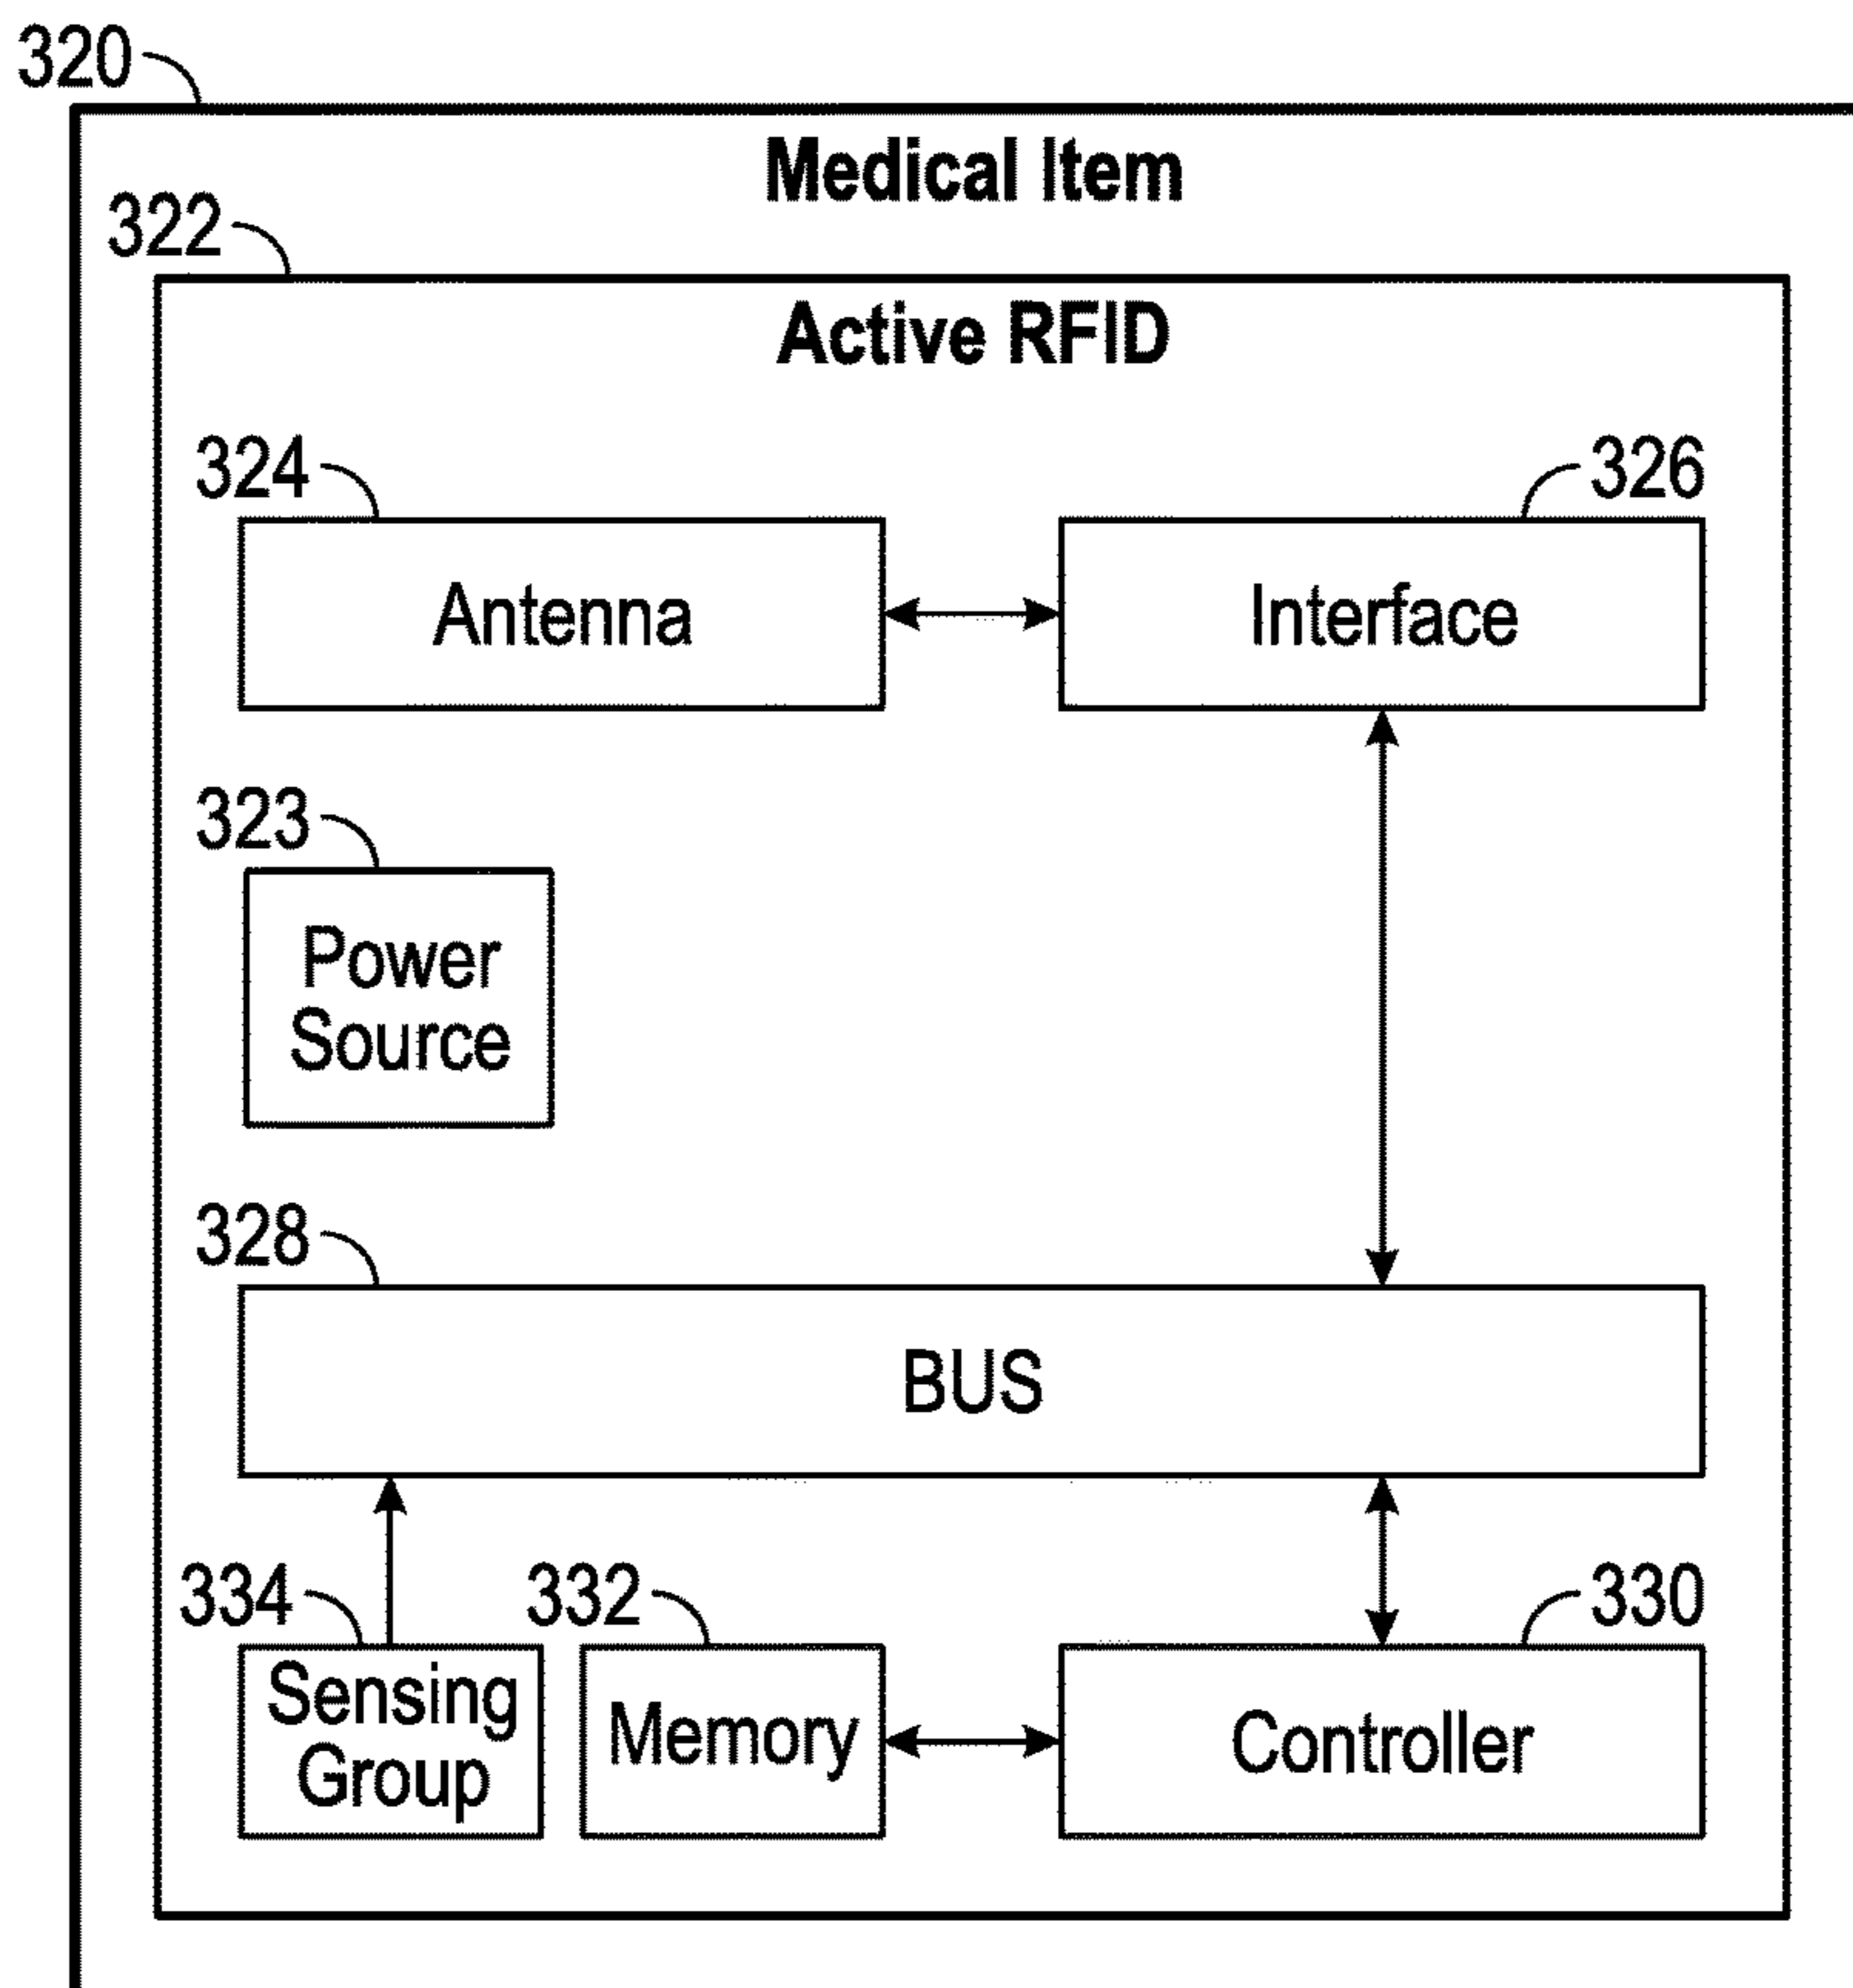 320
Medical Item
322
Active RFID
324
326
Antenna
Interface
323
Power
Source
328
BUS
334
332
330
Sensing
Group
Memory
Controller